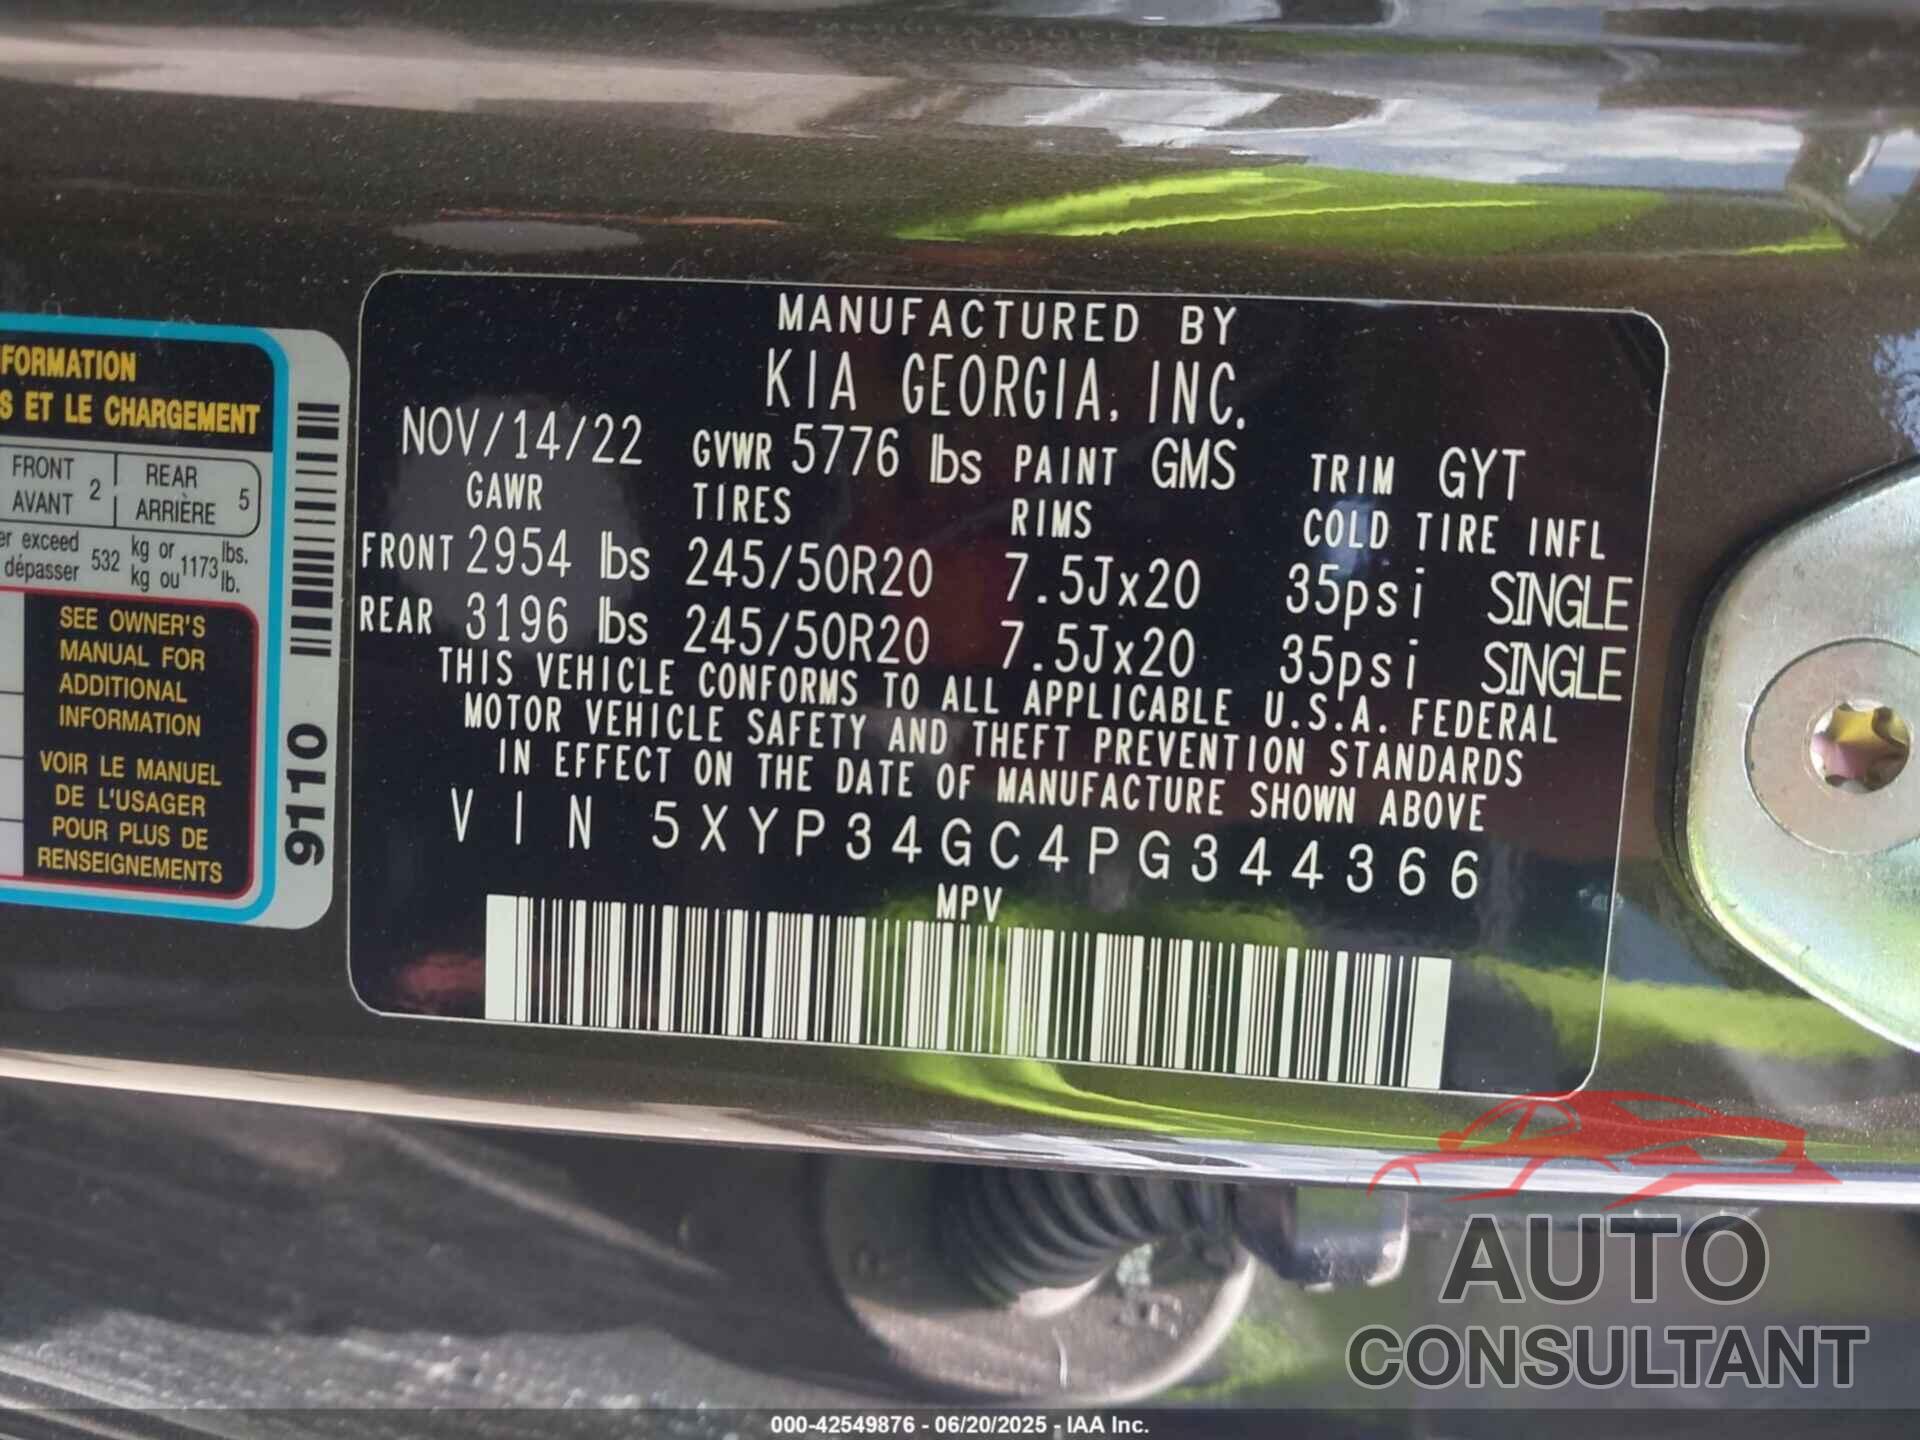 FORMATION
S ET LE CHARGEMENT
FRONT
AVANT 2
REAR
ARRIÈRE 5
er exceed
dépasser 532 kg or
kg ou 1173 lbs.
lb.
SEE OWNER'S
MANUAL FOR
ADDITIONAL
INFORMATION
VOIR LE MANUEL
DE L'USAGER
POUR PLUS DE
RENSEIGNEMENTS
9110
MANUFACTURED BY
KIA GEORGIA, INC.
NOV/14/22 GVWR 5776 lbs PAINT GMS TRIM GYT
GAWR TIRES RIMS COLD TIRE INFL
FRONT 2954 lbs 245/50R20 7.5Jx20 35psi SINGLE
REAR 3196 lbs 245/50R20 7.5Jx20 35psi SINGLE
THIS VEHICLE CONFORMS TO ALL APPLICABLE U.S.A. FEDERAL
MOTOR VEHICLE SAFETY AND THEFT PREVENTION STANDARDS
IN EFFECT ON THE DATE OF MANUFACTURE SHOWN ABOVE
VIN 5XYP34GC4PG344366
MPV
AUTO
CONSULTANT
000-42549876 - 06/20/2025 - IAA Inc.